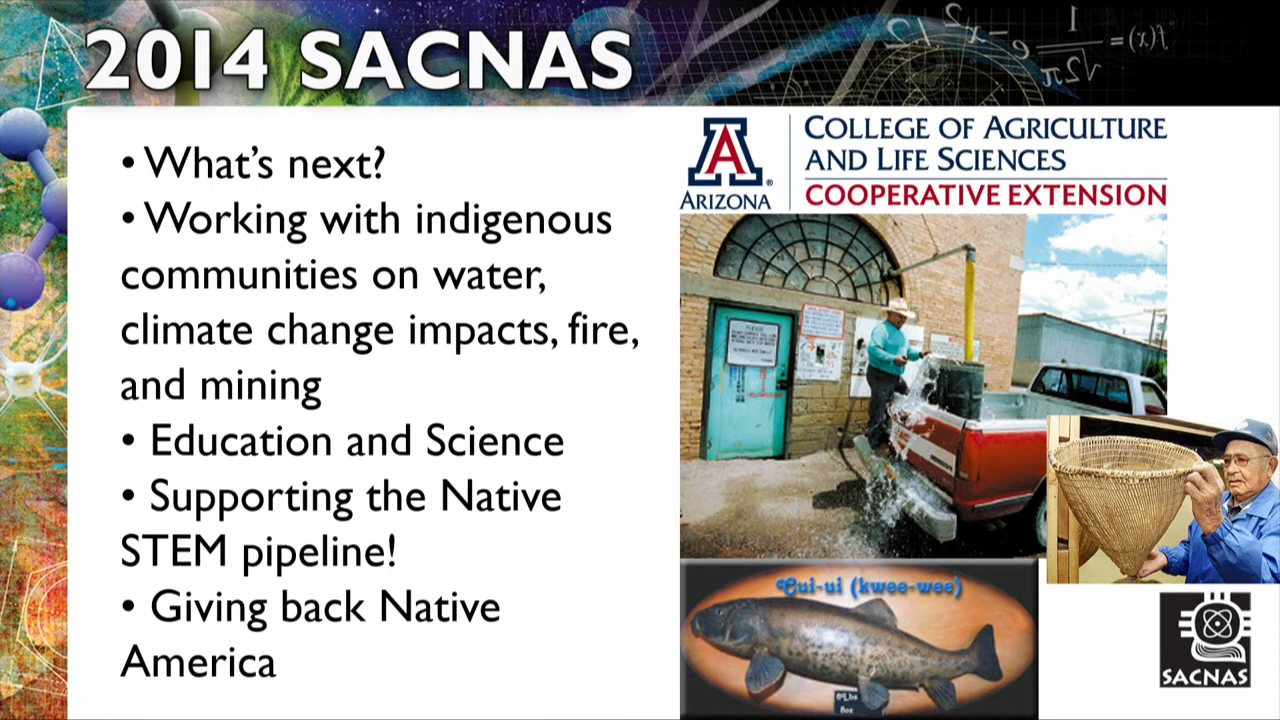 2014 SACNAS
• What's next?
• Working with indigenous
communities on water,
climate change impacts, fire,
and mining
• Education and Science
• Supporting the Native
STEM pipeline!
• Giving back Native
America
ARIZONA
COLLEGE OF AGRICULTURE
AND LIFE SCIENCES
COOPERATIVE EXTENSION
PLEASE
Cui-ui (kwee-wee)
SACNAS